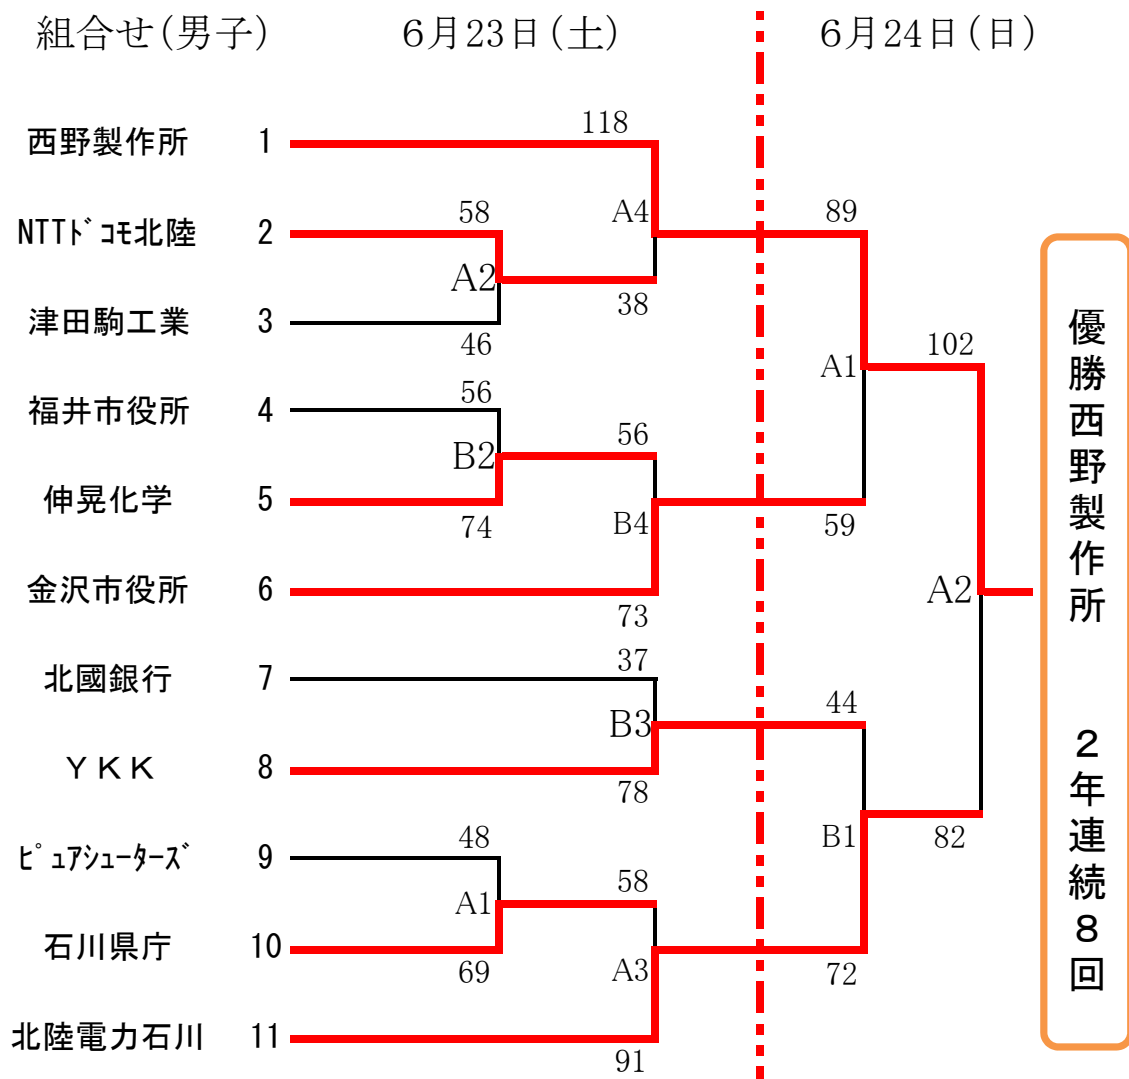 組合せ(男子) 6月23日(土) 6月24日(日)
118
西野製作所 1
58 A4 89
NTTドコモ北陸 2
A2
38
津田駒工業 3
46 102
A1
56
福井市役所 4
56
B2
伸晃化学 5
74 B4 59
金沢市役所 6 A2
73
37
北國銀行 7
44
B3
YKK 8
78
48 B1 82
ピュアシューターズ 9
58
A1
石川県庁 10
69 A3 72
北陸電力石川 11
91
優勝西野製作所 2年連続8回